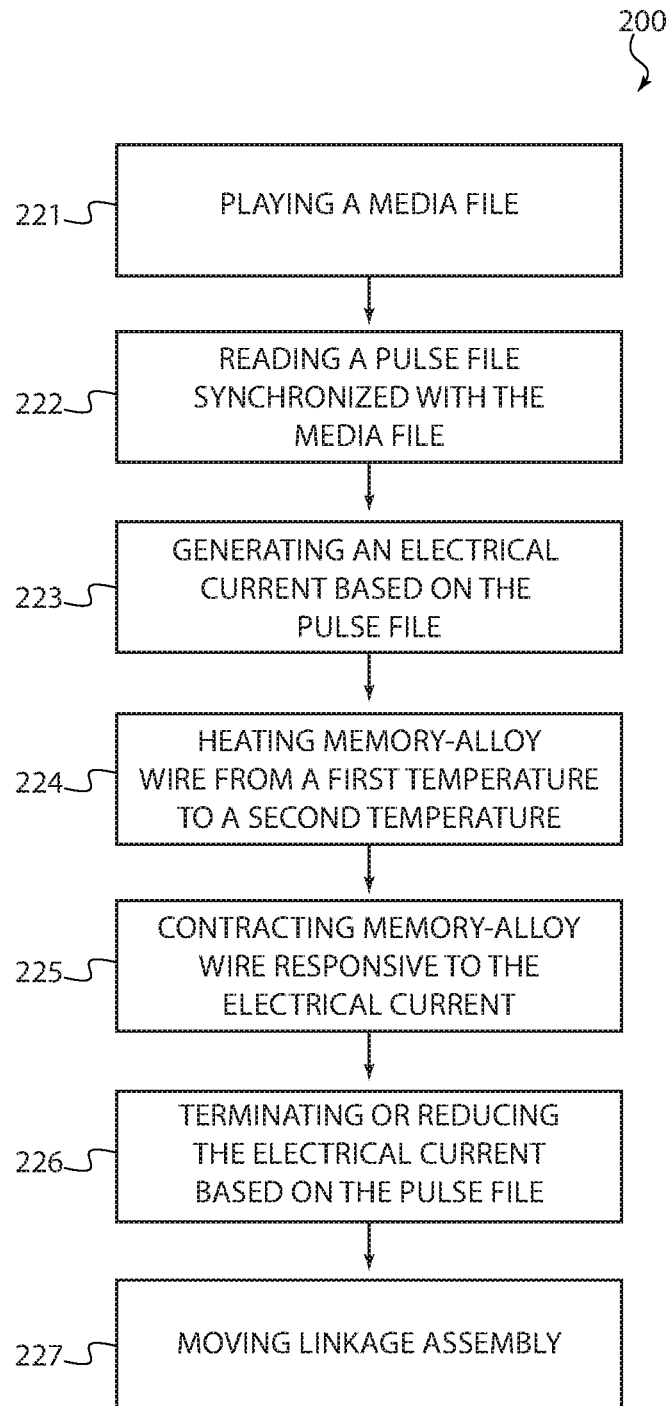 200
221
PLAYING A MEDIA FILE
222
READING A PULSE FILE
SYNCHRONIZED WITH THE
MEDIA FILE
223
GENERATING AN ELECTRICAL
CURRENT BASED ON THE
PULSE FILE
224
HEATING MEMORY-ALLOY
WIRE FROM A FIRST TEMPERATURE
TO A SECOND TEMPERATURE
225
CONTRACTING MEMORY-ALLOY
WIRE RESPONSIVE TO THE
ELECTRICAL CURRENT
226
TERMINATING OR REDUCING
THE ELECTRICAL CURRENT
BASED ON THE PULSE FILE
227
MOVING LINKAGE ASSEMBLY